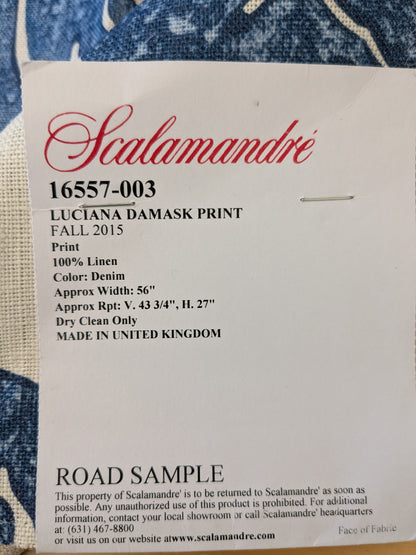 Scalamandré
16557-003
LUCIANA DAMASK PRINT
FALL 2015
Print
100% Linen
Color: Denim
Approx Width: 56"
Approx Rpt: V. 43 3/4", H. 27"
Dry Clean Only
MADE IN UNITED KINGDOM
ROAD SAMPLE
This property of Scalamandre' is to be returned to Scalamandre' as soon as
possible. Any unauthorized use of this product is prohibited. For additional
information, contact your local showroom or call Scalamandre' headquarters
at: (631) 467-8800
or visit us on our website atwww.scalamandre.com
Face of Fabric